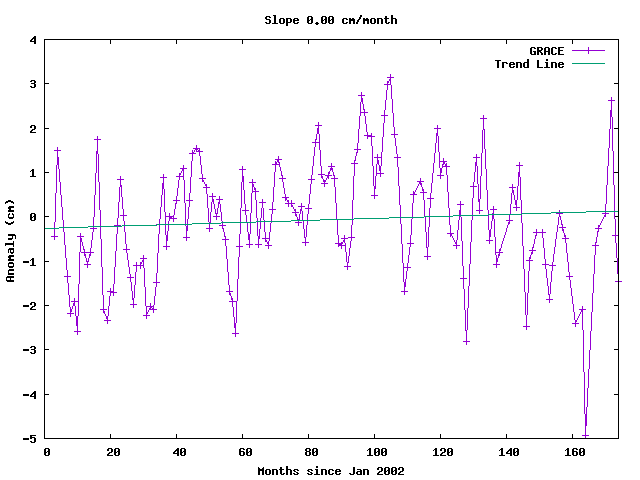 Slope 0.00 cm/month
GRACE
Trend Line
4
3
2
1
0
-1
-2
-3
-4
-5
Anomaly (cm)
0 20 40 60 80 100 120 140 160
Months since Jan 2002